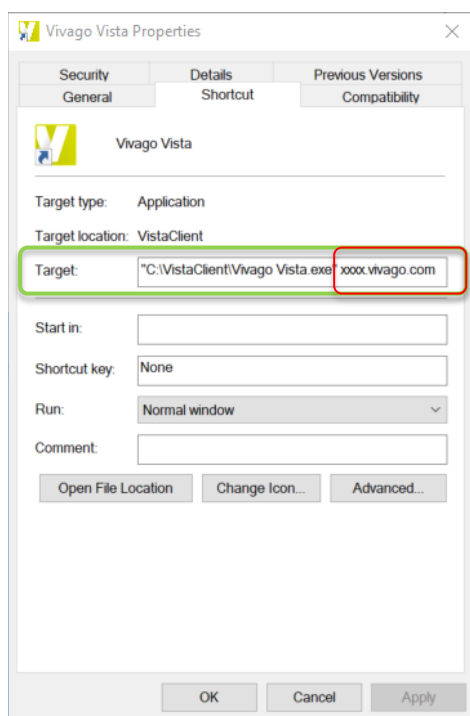 Vivago Vista Properties
Security Details Previous Versions
General Shortcut Compatibility
Vivago Vista
Target type: Application
Target location: VistaClient
Target: "C:\VistaClient\Vivago Vista.exe" xxxx.vivago.com
Start in:
Shortcut key: None
Run: Normal window
Comment:
Open File Location Change Icon... Advanced...
OK Cancel Apply